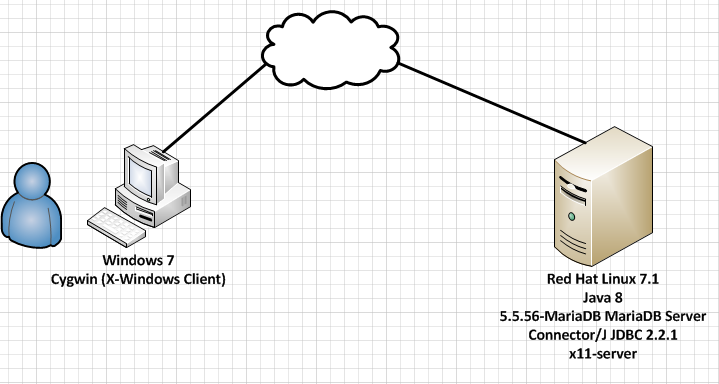 Windows 7
Cygwin (X-Windows Client)
Red Hat Linux 7.1
Java 8
5.5.56-MariaDB MariaDB Server
Connector/J JDBC 2.2.1
x11-server